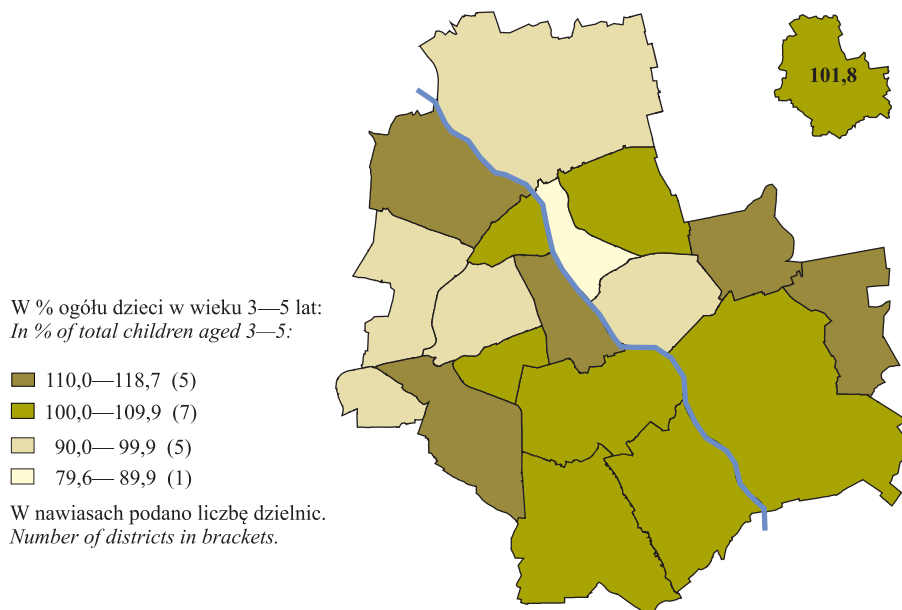 101,8
W % ogółu dzieci w wieku 3—5 lat:
In % of total children aged 3—5:
110,0—118,7 (5)
100,0—109,9 (7)
90,0— 99,9 (5)
79,6— 89,9 (1)
W nawiasach podano liczbę dzielnic.
Number of districts in brackets.